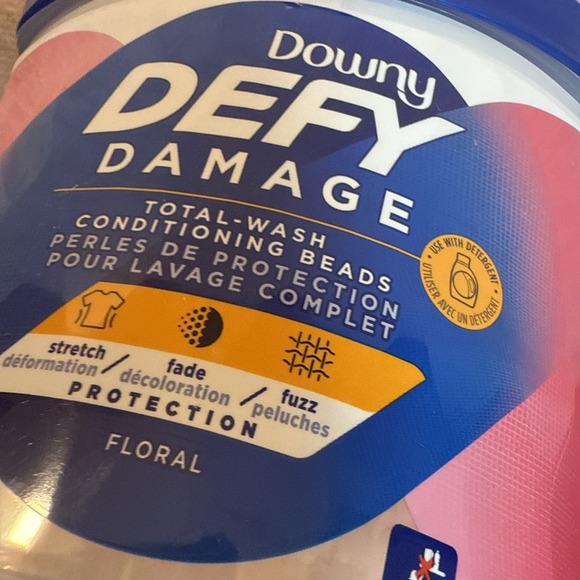 Downy
DEFY
DAMAGE
TOTAL-WASH
CONDITIONING BEADS
PERLES DE PROTECTION
POUR LAVAGE COMPLET
• USE WITH DETERGENT •
UTILISER AVEC UN DÉTERGENT
stretch / fade / fuzz
déformation / décoloration / peluches
PROTECTION
FLORAL